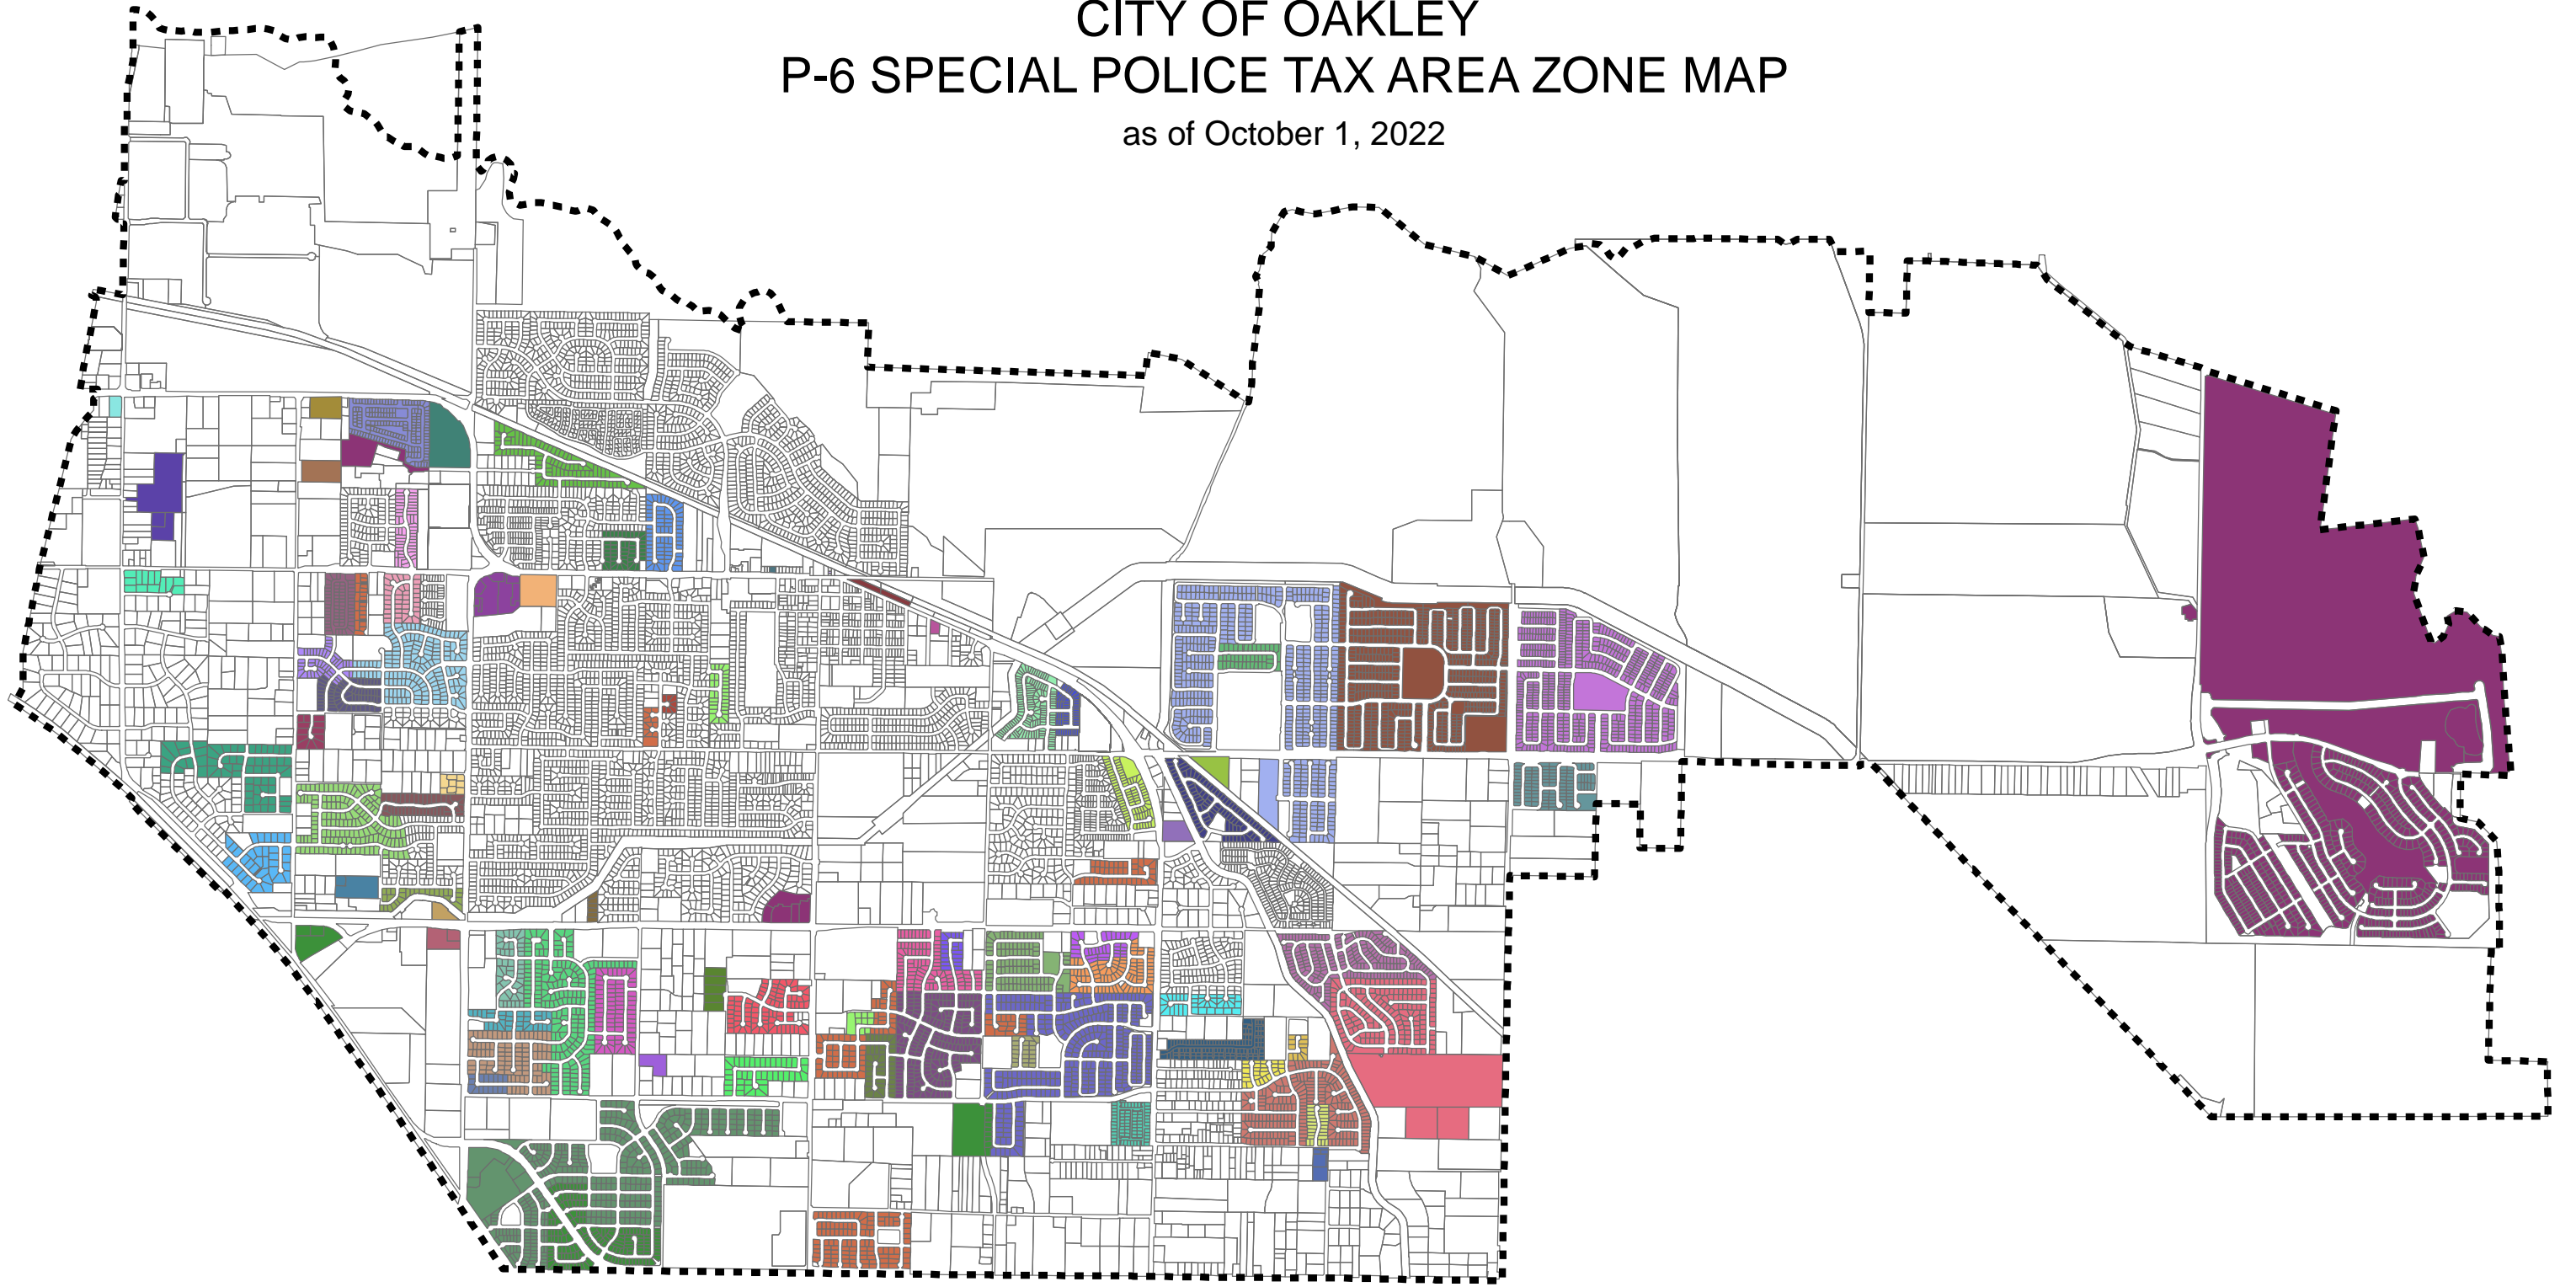 CITY OF OAKLEY
P-6 SPECIAL POLICE TAX AREA ZONE MAP
as of October 1, 2022